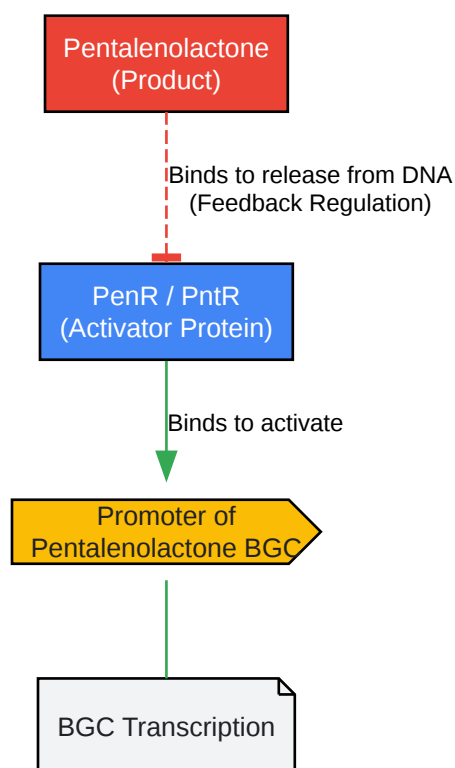 Pentalenolactone
(Product)
Binds to release from DNA
(Feedback Regulation)
PenR / PntR
(Activator Protein)
Binds to activate
Promoter of
Pentalenolactone BGC
BGC Transcription